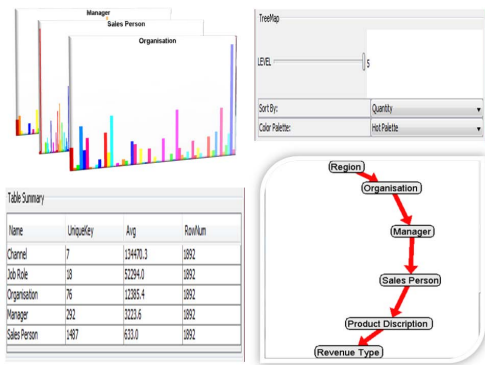 Manager
Sales Person
Organisation
TreeMap
LEVEL
5
Sort By: Quantity
Color Palette: Hot Palette
Table Summary
Name UniqueKey Avg RowNum
Channel 7 134470.3 1892
Job Role 18 52294.0 1892
Organisation 76 12385.4 1892
Manager 292 3223.6 1892
Sales Person 1487 633.0 1892
Region
Organisation
Manager
Sales Person
Product Discription
Revenue Type